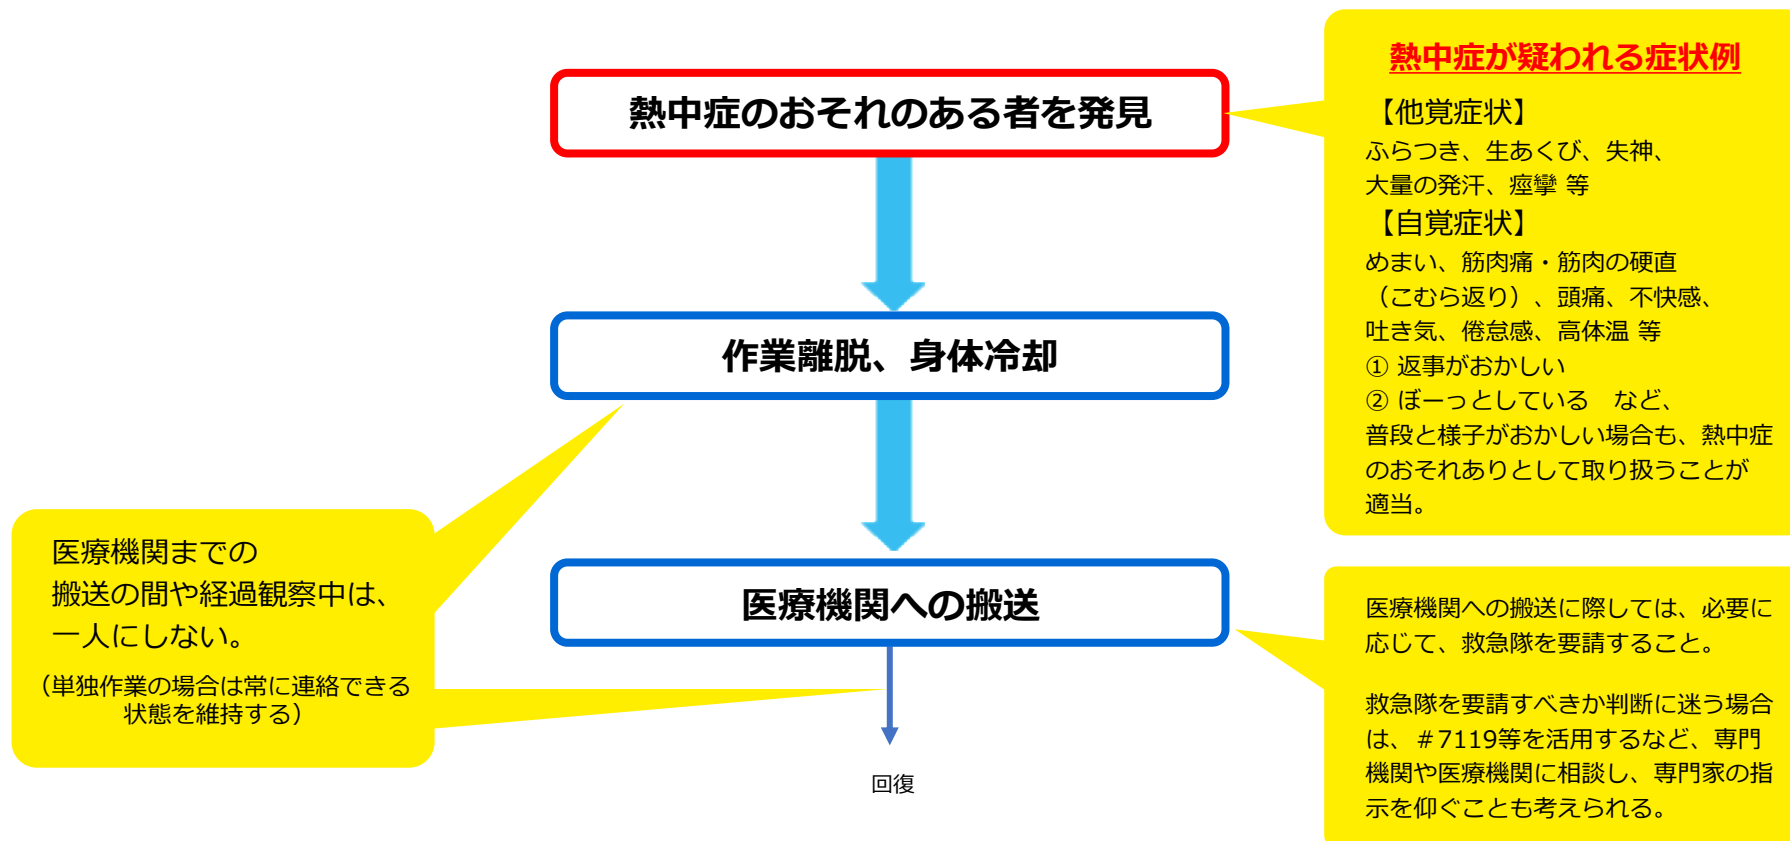 熱中症のおそれのある者を発見
作業離脱、身体冷却
医療機関への搬送
回復
熱中症が疑われる症状例
【他覚症状】
ふらつき、生あくび、失神、
大量の発汗、痙攣 等
【自覚症状】
めまい、筋肉痛・筋肉の硬直
（こむら返り）、頭痛、不快感、
吐き気、倦怠感、高体温 等
① 返事がおかしい
② ぼーっとしている　など、
普段と様子がおかしい場合も、熱中症
のおそれありとして取り扱うことが
適当。
医療機関までの
搬送の間や経過観察中は、
一人にしない。
（単独作業の場合は常に連絡できる
状態を維持する）
医療機関への搬送に際しては、必要に
応じて、救急隊を要請すること。
救急隊を要請すべきか判断に迷う場合
は、＃7119等を活用するなど、専門
機関や医療機関に相談し、専門家の指
示を仰ぐことも考えられる。